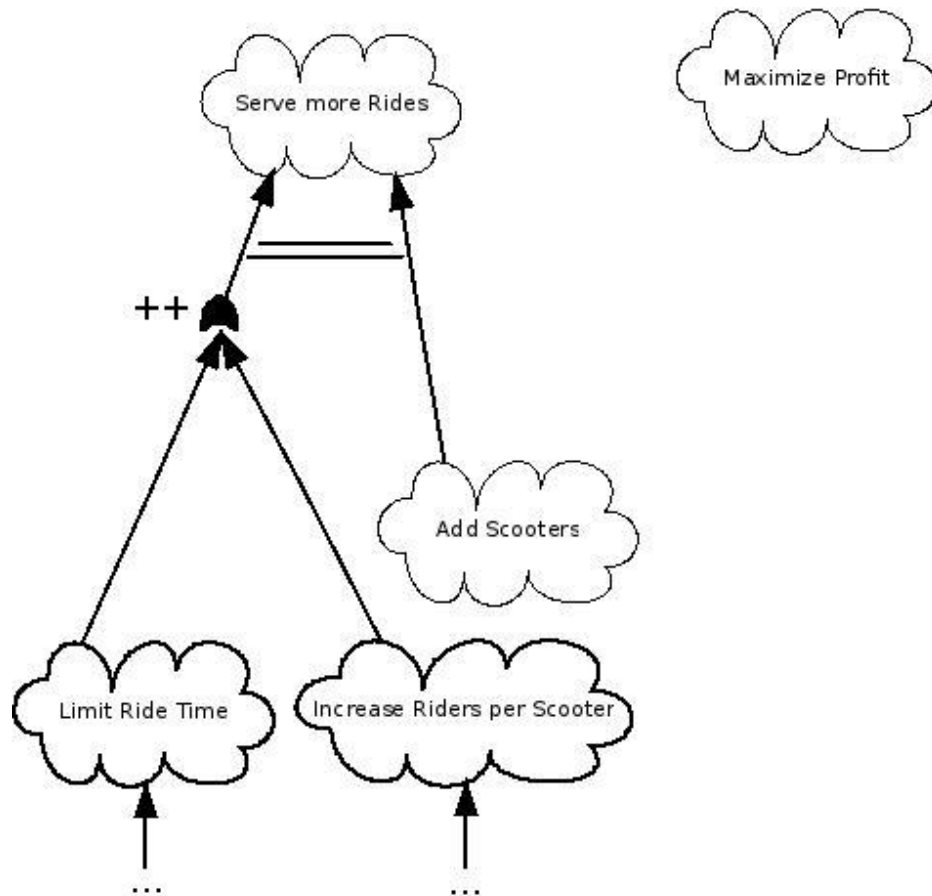 Serve more Rides
Maximize Profit
++
Add Scooters
Limit Ride Time
Increase Riders per Scooter
...
...